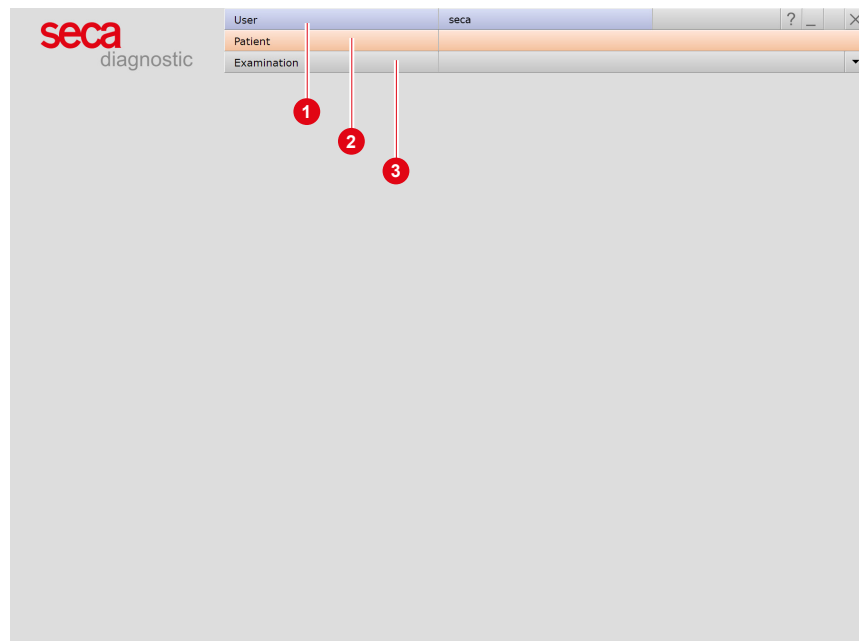 seca
diagnostic
User seca ? _ X
Patient
Examination
1
2
3